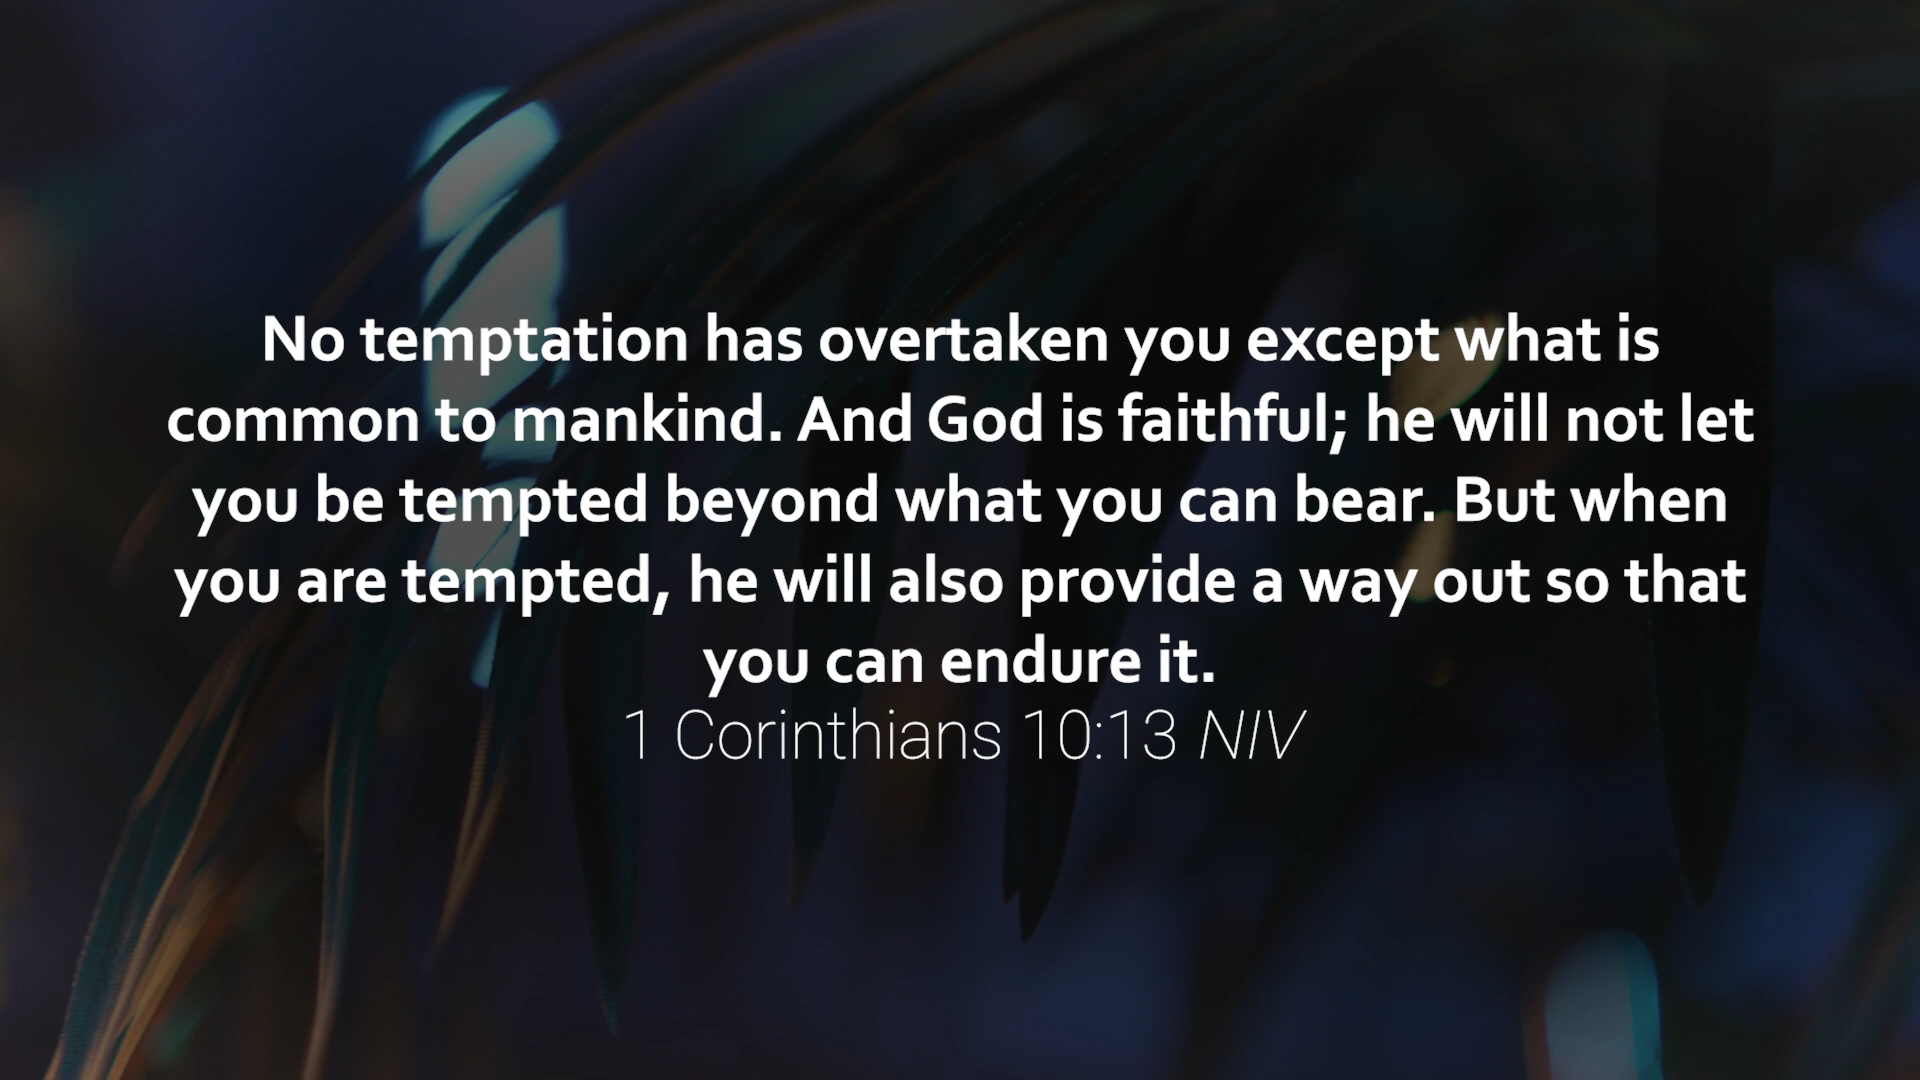 No temptation has overtaken you except what is
common to mankind. And God is faithful; he will not let
you be tempted beyond what you can bear. But when
you are tempted, he will also provide a way out so that
you can endure it.
1 Corinthians 10:13 NIV